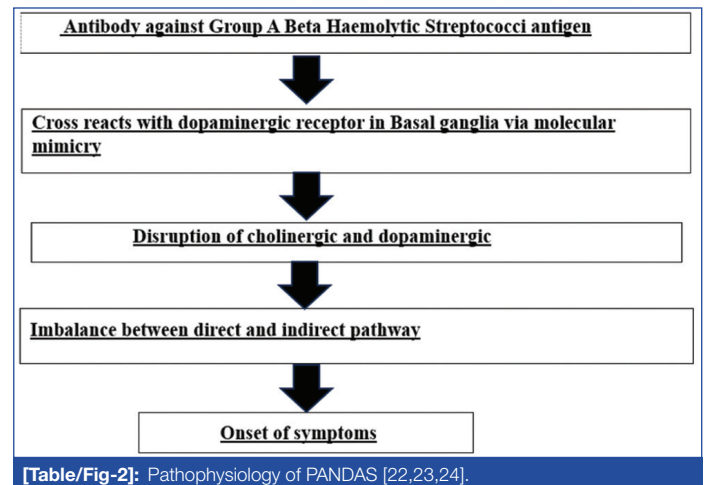 Antibody against Group A Beta Haemolytic Streptococci antigen
Cross reacts with dopaminergic receptor in Basal ganglia via molecular
mimicry
Disruption of cholinergic and dopaminergic
Imbalance between direct and indirect pathway
Onset of symptoms
[Table/Fig-2]: Pathophysiology of PANDAS [22,23,24].